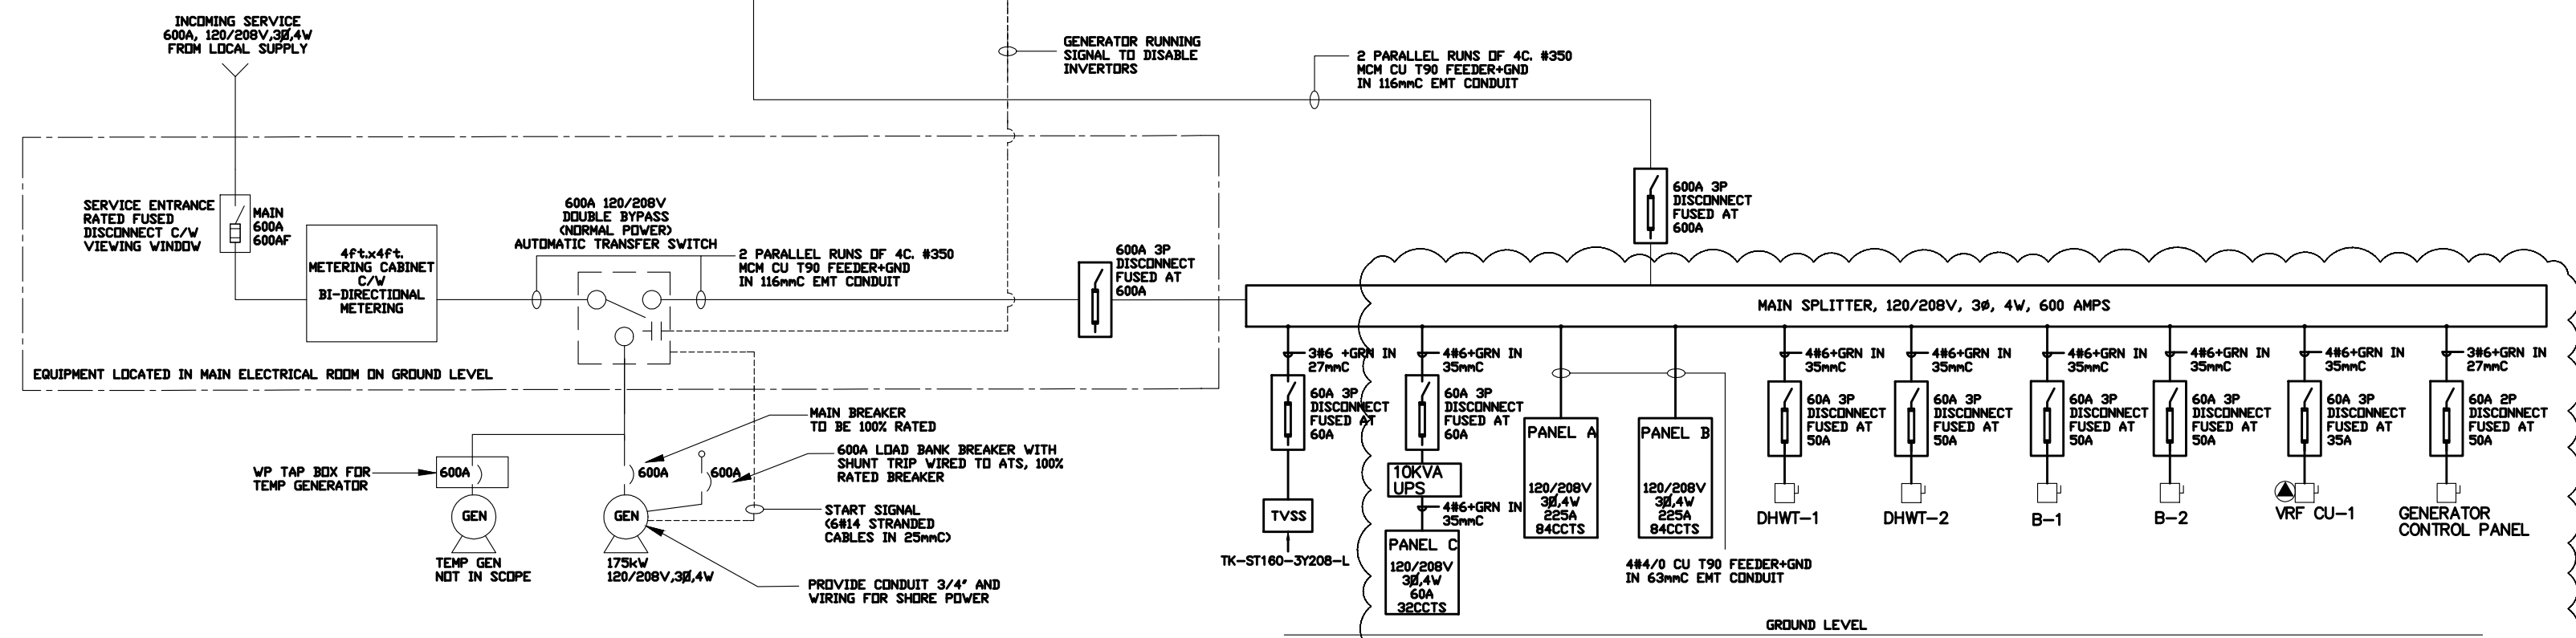 INCOMING SERVICE
600A, 120/208V,3Ø,4W
FROM LOCAL SUPPLY
GENERATOR RUNNING
SIGNAL TO DISABLE
INVERTORS
2 PARALLEL RUNS OF 4C. #350
MCM CU T90 FEEDER+GND
IN 116mmC EMT CONDUIT
600A 3P
DISCONNECT
FUSED AT
600A
SERVICE ENTRANCE
RATED FUSED
DISCONNECT C/W
VIEWING WINDOW
MAIN
600A
600AF
4ft.x4ft.
METERING CABINET
C/W
BI-DIRECTIONAL
METERING
600A 120/208V
DOUBLE BYPASS
(NORMAL POWER)
AUTOMATIC TRANSFER SWITCH
2 PARALLEL RUNS OF 4C. #350
MCM CU T90 FEEDER+GND
IN 116mmC EMT CONDUIT
600A 3P
DISCONNECT
FUSED AT
600A
MAIN SPLITTER, 120/208V, 3ø, 4W, 600 AMPS
EQUIPMENT LOCATED IN MAIN ELECTRICAL ROOM ON GROUND LEVEL
MAIN BREAKER
TO BE 100% RATED
600A LOAD BANK BREAKER WITH
SHUNT TRIP WIRED TO ATS, 100%
RATED BREAKER
WP TAP BOX FOR
TEMP GENERATOR
600A
600A
600A
GEN
GEN
START SIGNAL
(6#14 STRANDED
CABLES IN 25mmC)
TEMP GEN
NOT IN SCOPE
175kW
120/208V,3Ø,4W
PROVIDE CONDUIT 3/4" AND
WIRING FOR SHORE POWER
3#6 +GRN IN
27mmC
60A 3P
DISCONNECT
FUSED AT
60A
TVSS
TK-ST160-3Y208-L
4#6+GRN IN
35mmC
60A 3P
DISCONNECT
FUSED AT
60A
10KVA
UPS
4#6+GRN IN
35mmC
PANEL C
120/208V
3Ø,4W
60A
32CCTS
PANEL A
120/208V
3Ø,4W
225A
84CCTS
PANEL B
120/208V
3Ø,4W
225A
84CCTS
4#4/0 CU T90 FEEDER+GND
IN 63mmC EMT CONDUIT
4#6+GRN IN
35mmC
60A 3P
DISCONNECT
FUSED AT
50A
DHWT-1
4#6+GRN IN
35mmC
60A 3P
DISCONNECT
FUSED AT
50A
DHWT-2
4#6+GRN IN
35mmC
60A 3P
DISCONNECT
FUSED AT
50A
B-1
4#6+GRN IN
35mmC
60A 3P
DISCONNECT
FUSED AT
50A
B-2
4#6+GRN IN
35mmC
60A 3P
DISCONNECT
FUSED AT
35A
VRF CU-1
3#6+GRN IN
27mmC
60A 2P
DISCONNECT
FUSED AT
50A
GENERATOR
CONTROL PANEL
GROUND LEVEL